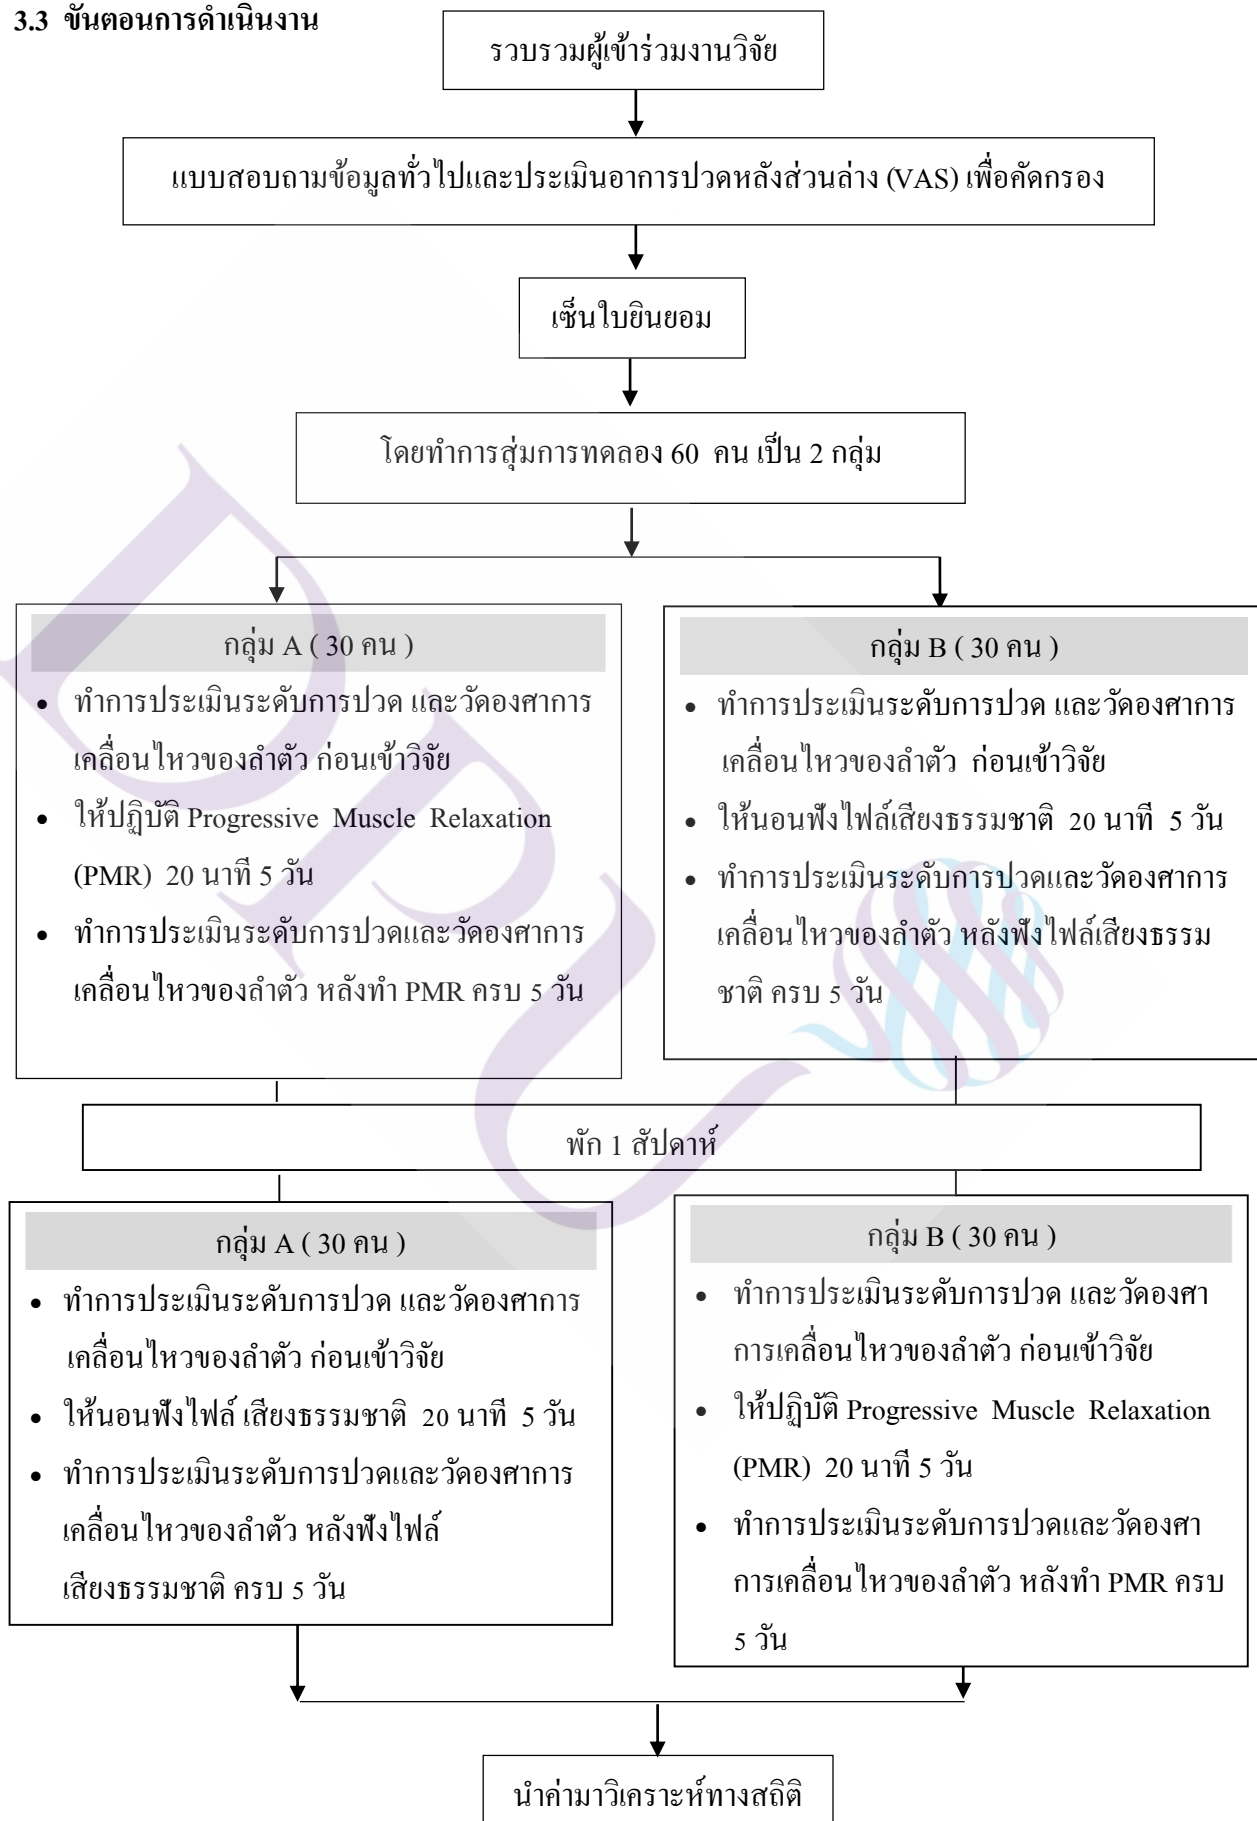 3.3 ขั้นตอนการดำเนินงาน
รวบรวมผู้เข้าร่วมงานวิจัย
แบบสอบถามข้อมูลทั่วไปและประเมินอาการปวดหลังส่วนล่าง (VAS) เพื่อคัดกรอง
เซ็นใบยินยอม
โดยทำการสุ่มการทดลอง 60 คน เป็น 2 กลุ่ม
กลุ่ม A ( 30 คน )
• ทำการประเมินระดับการปวด และวัดองศาการ
เคลื่อนไหวของลำตัว ก่อนเข้าวิจัย
• ให้ปฏิบัติ Progressive Muscle Relaxation
(PMR) 20 นาที 5 วัน
• ทำการประเมินระดับการปวดและวัดองศาการ
เคลื่อนไหวของลำตัว หลังทำ PMR ครบ 5 วัน
กลุ่ม B ( 30 คน )
• ทำการประเมินระดับการปวด และวัดองศาการ
เคลื่อนไหวของลำตัว ก่อนเข้าวิจัย
• ให้นอนฟังไฟล์เสียงธรรมชาติ 20 นาที 5 วัน
• ทำการประเมินระดับการปวดและวัดองศาการ
เคลื่อนไหวของลำตัว หลังฟังไฟล์เสียงธรรม
ชาติ ครบ 5 วัน
พัก 1 สัปดาห์
กลุ่ม A ( 30 คน )
• ทำการประเมินระดับการปวด และวัดองศาการ
เคลื่อนไหวของลำตัว ก่อนเข้าวิจัย
• ให้นอนฟังไฟล์ เสียงธรรมชาติ 20 นาที 5 วัน
• ทำการประเมินระดับการปวดและวัดองศาการ
เคลื่อนไหวของลำตัว หลังฟังไฟล์
เสียงธรรมชาติ ครบ 5 วัน
กลุ่ม B ( 30 คน )
• ทำการประเมินระดับการปวด และวัดองศา
การเคลื่อนไหวของลำตัว ก่อนเข้าวิจัย
• ให้ปฏิบัติ Progressive Muscle Relaxation
(PMR) 20 นาที 5 วัน
• ทำการประเมินระดับการปวดและวัดองศา
การเคลื่อนไหวของลำตัว หลังทำ PMR ครบ
5 วัน
นำค่ามาวิเคราะห์ทางสถิติ
DPU